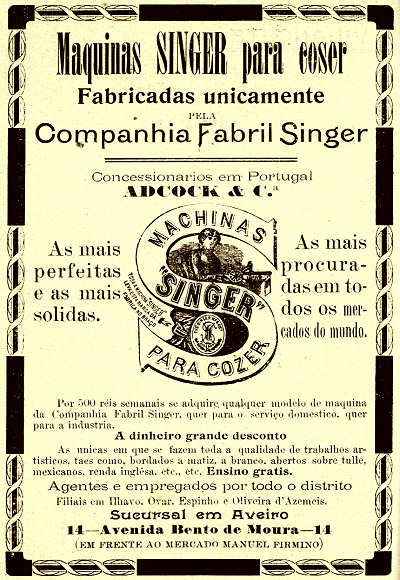 Maquinas SINGER para coser
Fabricadas unicamente
PELA
Companhia Fabril Singer
Concessionarios em Portugal
ADCOCK & C.ª
As mais
perfeitas
e as mais
solidas.
MACHINAS
"SINGER"
PARA COZER
As mais
procura-
das em to-
dos os mer-
cados do mundo.
Por 500 réis semanais se adquire qualquer modelo de maquina
da Companhia Fabril Singer, quer para o serviço domestico, quer
para a industria.
A dinheiro grande desconto
As unicas em que se fazem toda a qualidade de trabalhos ar-
tisticos, taes como, bordados a matiz, a branco, abertos sobre tulle,
mexicanos, renda inglêsa, etc., etc. Ensino gratis.
Agentes e empregados por todo o distrito
Filiais em Ilhavo, Ovar, Espinho e Oliveira d'Azemeis.
Sucursal em Aveiro
14—Avenida Bento de Moura—14
(EM FRENTE AO MERCADO MANUEL FIRMINO)